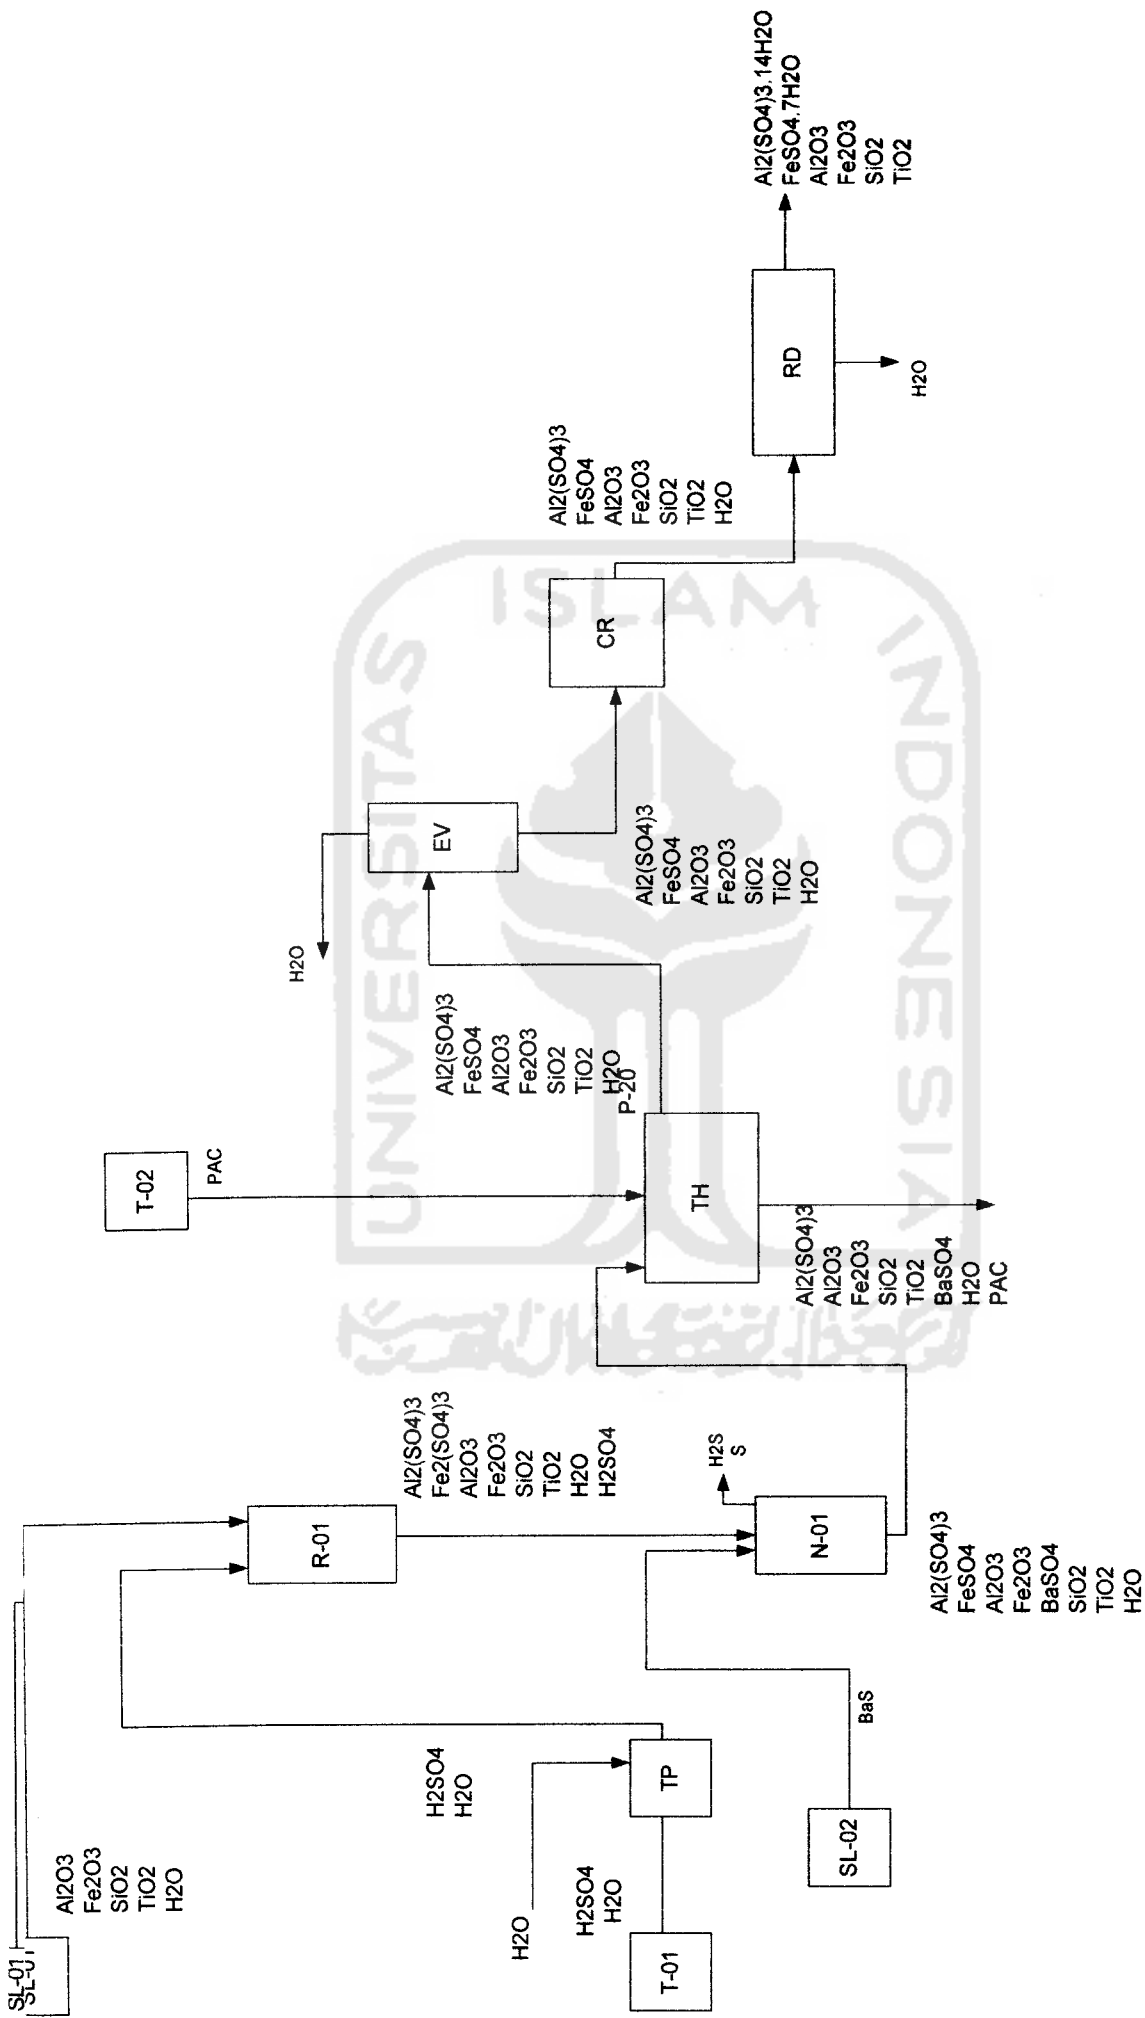 SL-01
SL-01
Al2O3
Fe2O3
SiO2
TiO2
H2O
T-01
H2SO4
H2O
H2O
TP
H2SO4
H2O
SL-02
BaS
R-01
Al2(SO4)3
Fe2(SO4)3
Al2O3
Fe2O3
SiO2
TiO2
H2O
H2SO4
N-01
H2S
S
Al2(SO4)3
FeSO4
Al2O3
Fe2O3
BaSO4
SiO2
TiO2
H2O
T-02
PAC
TH
P-20
Al2(SO4)3
Al2O3
Fe2O3
SiO2
TiO2
BaSO4
H2O
PAC
Al2(SO4)3
FeSO4
Al2O3
Fe2O3
SiO2
TiO2
H2O
EV
H2O
Al2(SO4)3
FeSO4
Al2O3
Fe2O3
SiO2
TiO2
H2O
CR
Al2(SO4)3
FeSO4
Al2O3
Fe2O3
SiO2
TiO2
H2O
RD
H2O
Al2(SO4)3.14H2O
FeSO4.7H2O
Al2O3
Fe2O3
SiO2
TiO2
UNIVERSITAS
ISLAM
INDONESIA